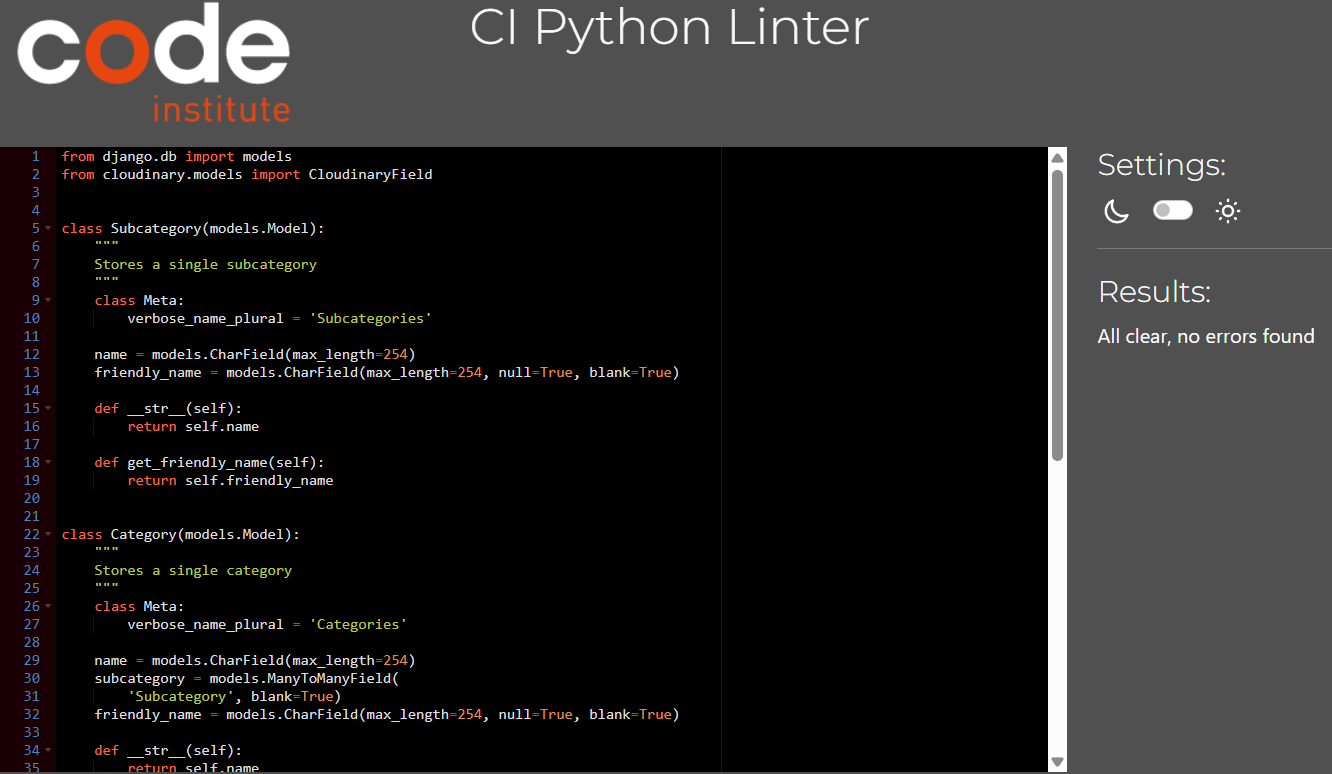 code
institute
CI Python Linter
1 from django.db import models
2 from cloudinary.models import CloudinaryField
3
4
5 class Subcategory(models.Model):
6     """
7     Stores a single subcategory
8     """
9     class Meta:
10         verbose_name_plural = 'Subcategories'
11
12     name = models.CharField(max_length=254)
13     friendly_name = models.CharField(max_length=254, null=True, blank=True)
14
15     def __str__(self):
16         return self.name
17
18     def get_friendly_name(self):
19         return self.friendly_name
20
21
22 class Category(models.Model):
23     """
24     Stores a single category
25     """
26     class Meta:
27         verbose_name_plural = 'Categories'
28
29     name = models.CharField(max_length=254)
30     subcategory = models.ManyToManyField(
31         'Subcategory', blank=True)
32     friendly_name = models.CharField(max_length=254, null=True, blank=True)
33
34     def __str__(self):
35         return self.name
Settings:
Results:
All clear, no errors found